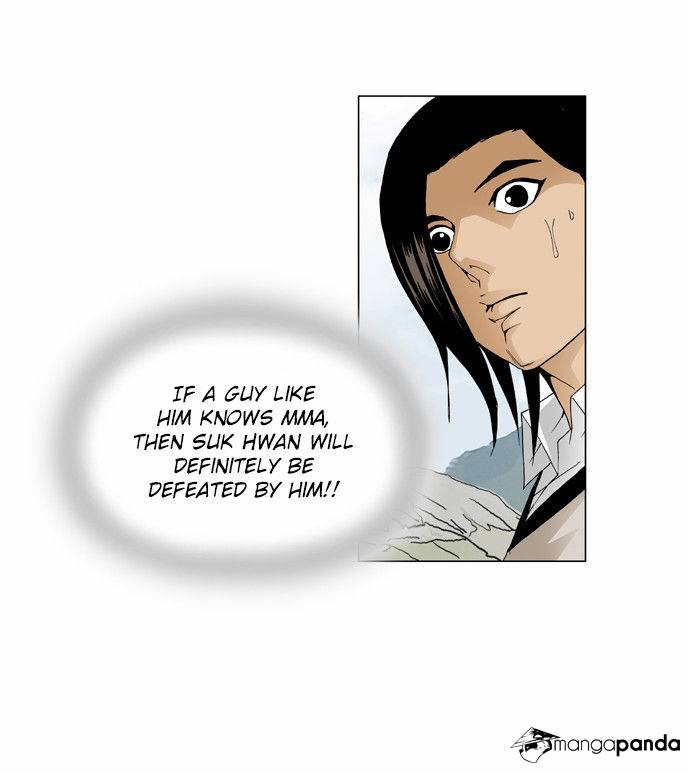 IF A GUY LIKE
HIM KNOWS MMA,
THEN SUK HWAN WILL
DEFINITELY BE
DEFEATED BY HIM!!
mangapanda